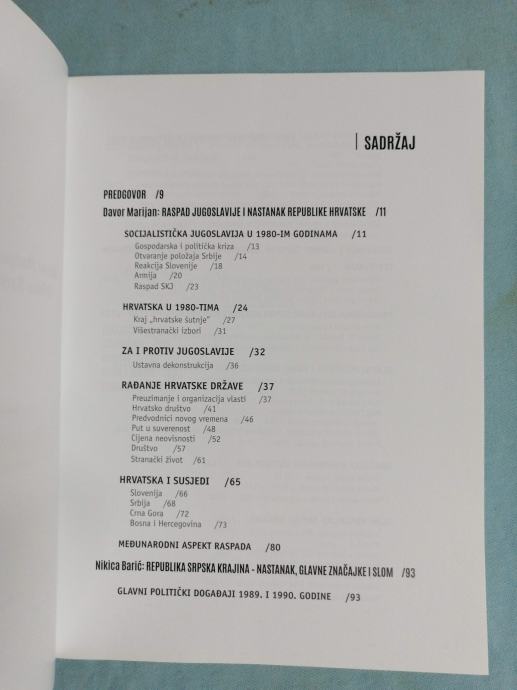 SADRŽAJ
PREDGOVOR /9
Davor Marijan: RASPAD JUGOSLAVIJE I NASTANAK REPUBLIKE HRVATSKE /11
SOCIJALISTIČKA JUGOSLAVIJA U 1980-IM GODINAMA /11
Gospodarska i politička kriza /13
Otvaranje položaja Srbije /14
Reakcija Slovenije /18
Armija /20
Raspad SKJ /23
HRVATSKA U 1980-TIMA /24
Kraj „hrvatske šutnje" /27
Višestranački izbori /31
ZA I PROTIV JUGOSLAVIJE /32
Ustavna dekonstrukcija /36
RAĐANJE HRVATSKE DRŽAVE /37
Preuzimanje i organizacija vlasti /37
Hrvatsko društvo /41
Predvodnici novog vremena /46
Put u suverenost /48
Cijena neovisnosti /52
Društvo /57
Stranački život /61
HRVATSKA I SUSJEDI /65
Slovenija /66
Srbija /68
Crna Gora /72
Bosna i Hercegovina /73
MEĐUNARODNI ASPEKT RASPADA /80
Nikica Barić: REPUBLIKA SRPSKA KRAJINA - NASTANAK, GLAVNE ZNAČAJKE I SLOM /93
GLAVNI POLITIČKI DOGAĐAJI 1989. I 1990. GODINE /93